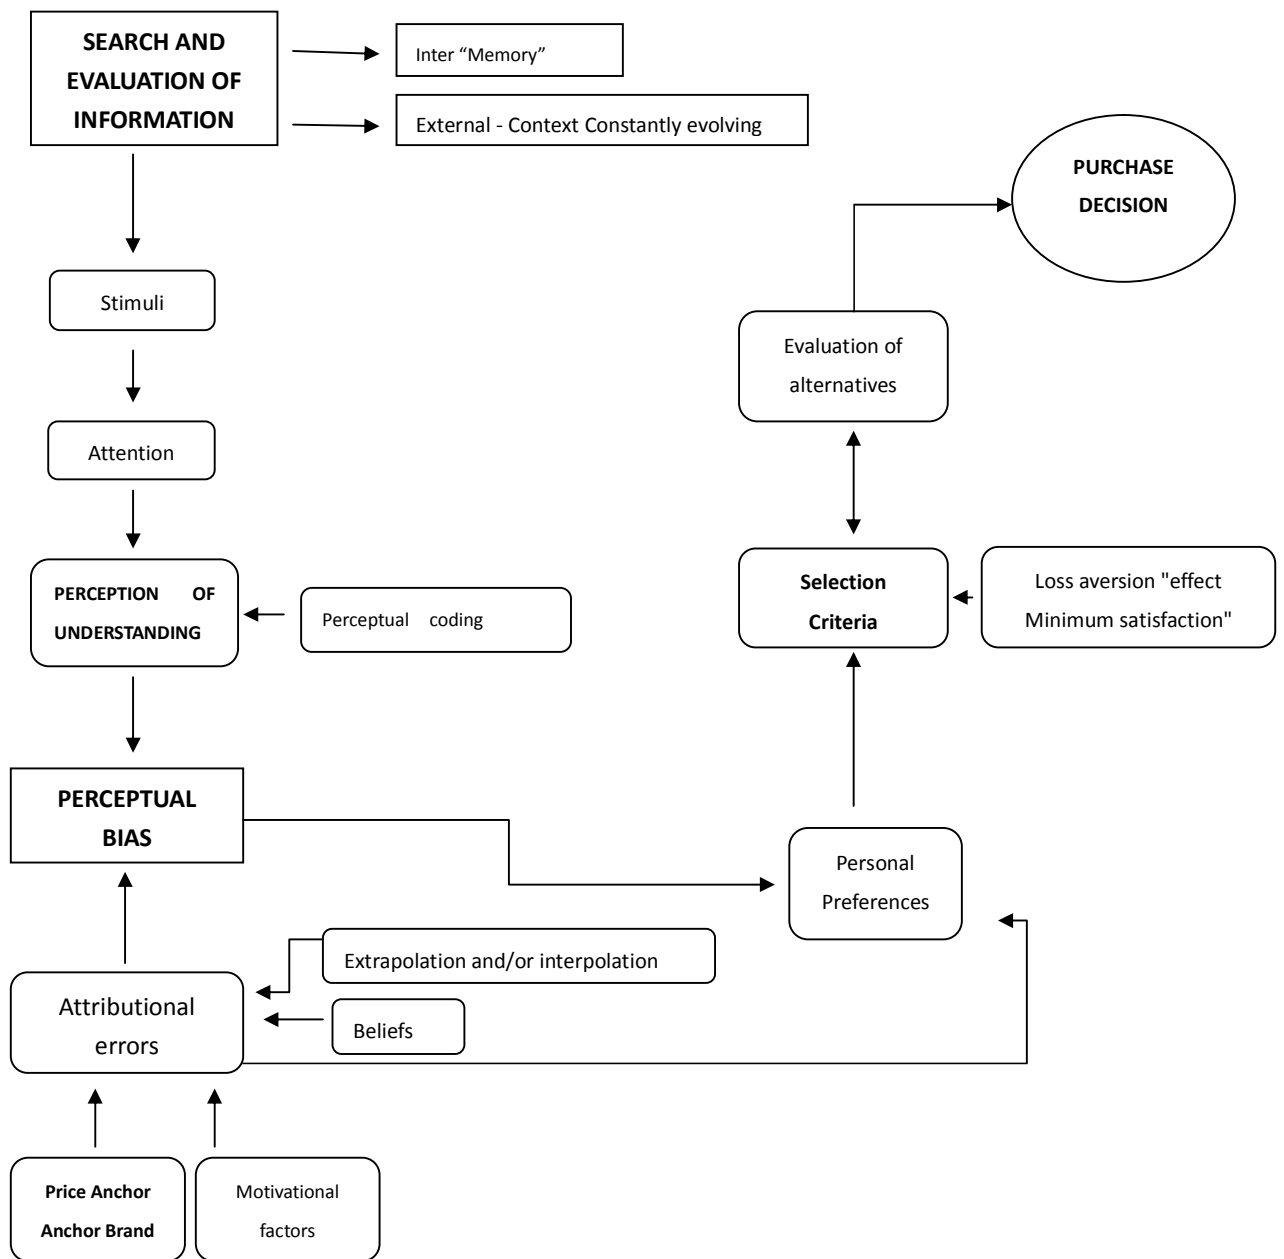 SEARCH AND
EVALUATION OF
INFORMATION
Inter “Memory”
External - Context Constantly evolving
PURCHASE
DECISION
Stimuli
Evaluation of
alternatives
Attention
PERCEPTION OF
UNDERSTANDING
Perceptual coding
Selection
Criteria
Loss aversion "effect
Minimum satisfaction"
PERCEPTUAL
BIAS
Personal
Preferences
Extrapolation and/or interpolation
Attributional
errors
Beliefs
Price Anchor
Anchor Brand
Motivational
factors